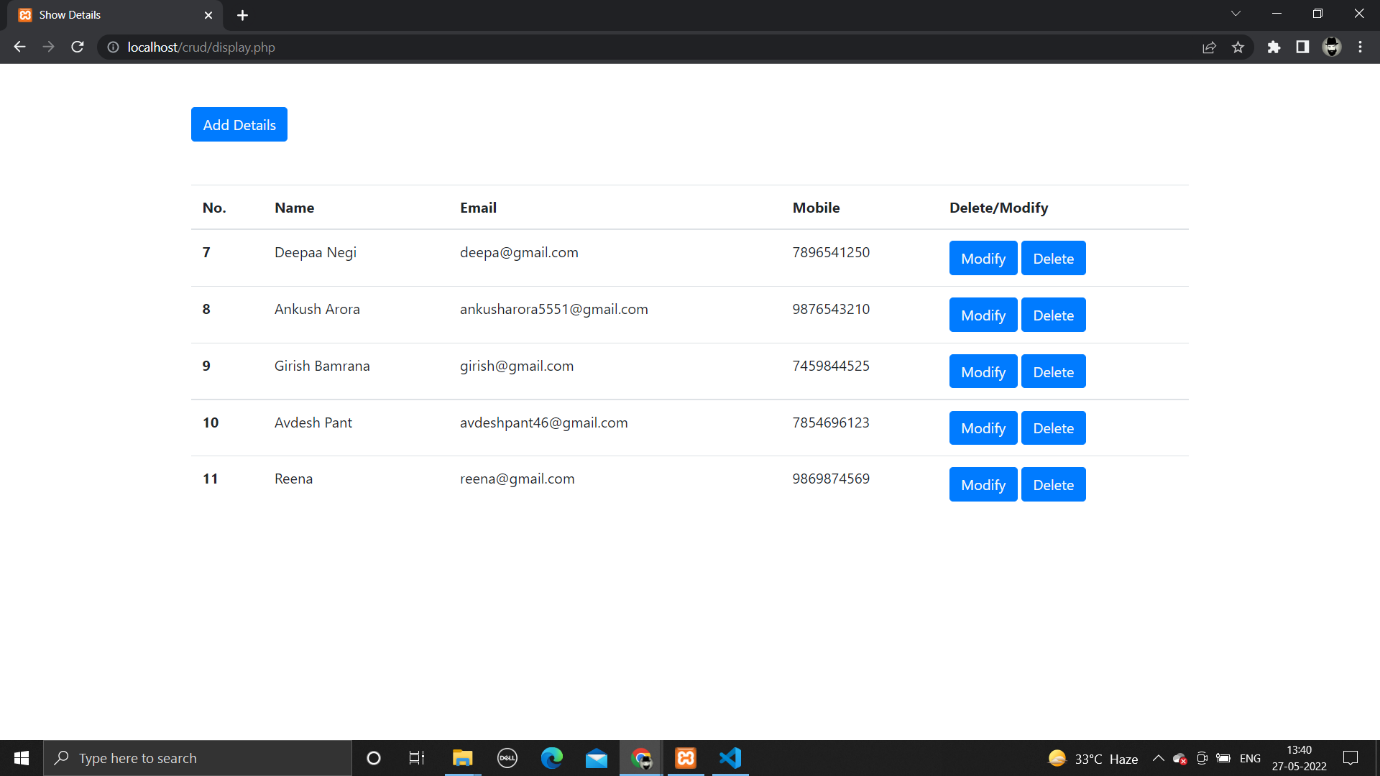 Show Details
localhost/crud/display.php
Add Details
No. Name Email Mobile Delete/Modify
7 Deepaa Negi deepa@gmail.com 7896541250 Modify Delete
8 Ankush Arora ankusharora5551@gmail.com 9876543210 Modify Delete
9 Girish Bamrana girish@gmail.com 7459844525 Modify Delete
10 Avdesh Pant avdeshpant46@gmail.com 7854696123 Modify Delete
11 Reena reena@gmail.com 9869874569 Modify Delete
Type here to search DELL 33°C Haze ENG 13:40
27-05-2022